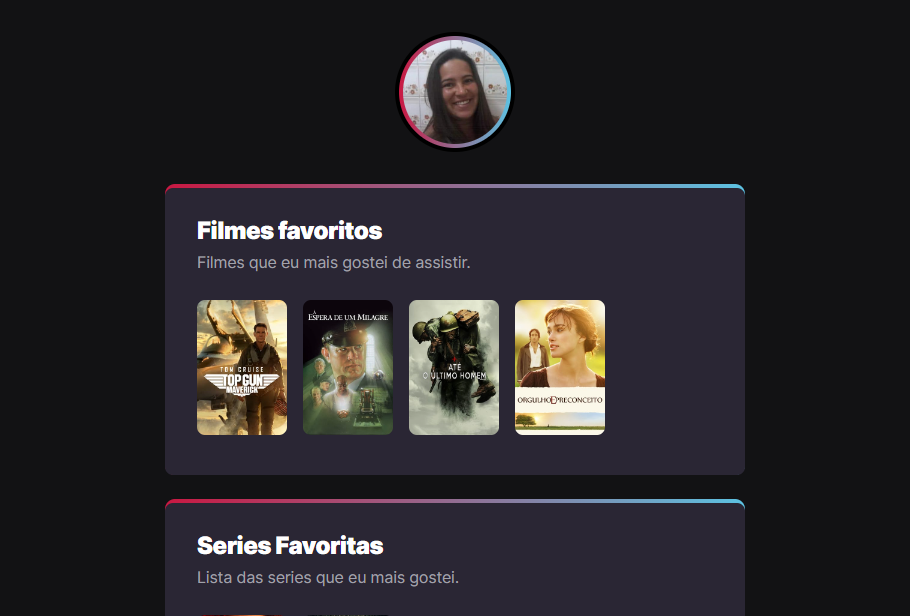 Filmes favoritos
Filmes que eu mais gostei de assistir.
TOM CRUISE
TOP GUN
MAVERICK
À
ESPERA DE UM MILAGRE
ATÉ
O ÚLTIMO HOMEM
ORGULHO E PRECONCEITO
Series Favoritas
Lista das series que eu mais gostei.